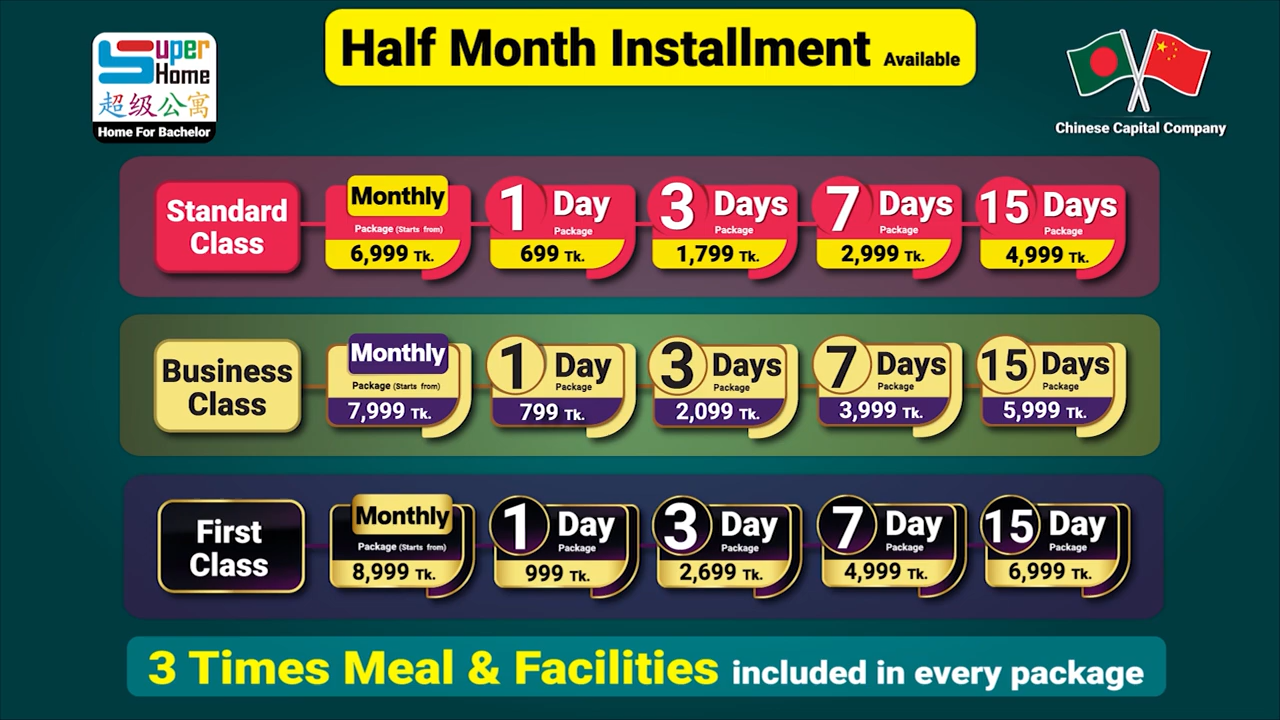 Half Month Installment Available
Super
Home
超级公寓
Home For Bachelor
Chinese Capital Company
Standard
Class
Monthly
Package (Starts from)
6,999 Tk.
1 Day
Package
699 Tk.
3 Days
Package
1,799 Tk.
7 Days
Package
2,999 Tk.
15 Days
Package
4,999 Tk.
Business
Class
Monthly
Package (Starts from)
7,999 Tk.
1 Day
Package
799 Tk.
3 Days
Package
2,099 Tk.
7 Days
Package
3,999 Tk.
15 Days
Package
5,999 Tk.
First
Class
Monthly
Package (Starts from)
8,999 Tk.
1 Day
Package
999 Tk.
3 Day
Package
2,699 Tk.
7 Day
Package
4,999 Tk.
15 Day
Package
6,999 Tk.
3 Times Meal & Facilities included in every package